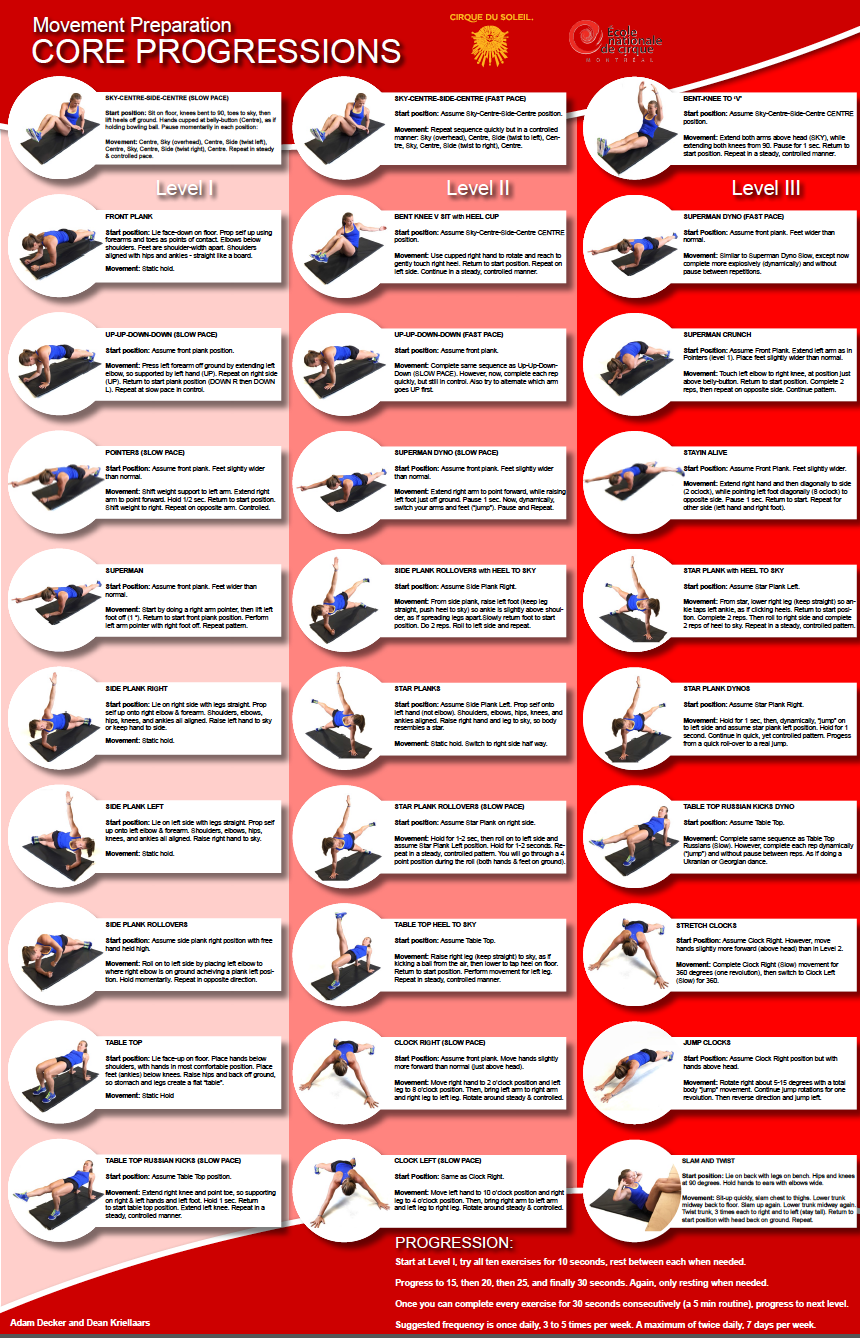 Movement Preparation
CORE PROGRESSIONS
CIRQUE DU SOLEIL.
École
nationale
de cirque
MONTRÉAL
SKY-CENTRE-SIDE-CENTRE (SLOW PACE)
Start position: Sit on floor, knees bent to 90, toes to sky, then
lift heels off ground. Hands cupped at belly-button (Centre), as if
holding bowling ball. Pause momentarily in each position:
Movement: Centre, Sky (overhead), Centre, Side (twist left),
Centre, Sky, Centre, Side (twist right), Centre. Repeat in steady
& controlled pace.
Level I
FRONT PLANK
Start position: Lie face-down on floor. Prop self up using
forearms and toes as points of contact. Elbows below
shoulders. Feet are shoulder-width apart. Shoulders
aligned with hips and ankles - straight like a board.
Movement: Static hold.
UP-UP-DOWN-DOWN (SLOW PACE)
Start position: Assume front plank position.
Movement: Press left forearm off ground by extending left
elbow, so supported by left hand (UP). Repeat on right side
(UP). Return to start plank position (DOWN R then DOWN
L). Repeat at slow pace in control.
POINTERS (SLOW PACE)
Start Position: Assume front plank. Feet slightly wider
than normal.
Movement: Shift weight support to left arm. Extend right
arm to point forward. Hold 1/2 sec. Return to start position.
Shift weight to right. Repeat on opposite arm. Controlled.
SUPERMAN
Start Position: Assume front plank. Feet wider than
normal.
Movement: Start by doing a right arm pointer, then lift left
foot off (1 "). Return to start front plank position. Perform
left arm pointer with right foot off. Repeat pattern.
SIDE PLANK RIGHT
Start position: Lie on right side with legs straight. Prop
self up onto right elbow & forearm. Shoulders, elbows,
hips, knees, and ankles all aligned. Raise left hand to sky
or keep hand to side.
Movement: Static hold.
SIDE PLANK LEFT
Start position: Lie on left side with legs straight. Prop self
up onto left elbow & forearm. Shoulders, elbows, hips,
knees, and ankles all aligned. Raise right hand to sky.
Movement: Static hold.
SIDE PLANK ROLLOVERS
Start position: Assume side plank right position with free
hand held high.
Movement: Roll on to left side by placing left elbow to
where right elbow is on ground acheiving a plank left posi-
tion. Hold momentarily. Repeat in opposite direction.
TABLE TOP
Start position: Lie face-up on floor. Place hands below
shoulders, with hands in most comfortable position. Place
feet (ankles) below knees. Raise hips and back off ground,
so stomach and legs create a flat "table".
Movement: Static Hold
TABLE TOP RUSSIAN KICKS (SLOW PACE)
Start position: Assume Table Top position.
Movement: Extend right knee and point toe, so supporting
on right & left hands and left foot. Hold 1 sec. Return
to start table top position. Extend left knee. Repeat in a
steady, controlled manner.
SKY-CENTRE-SIDE-CENTRE (FAST PACE)
Start position: Assume Sky-Centre-Side-Centre position.
Movement: Repeat sequence quickly but in a controlled
manner: Sky (overhead), Centre, Side (twist to left), Cen-
tre, Sky, Centre, Side (twist to right), Centre.
Level II
BENT KNEE V SIT with HEEL CUP
Start position: Assume Sky-Centre-Side-Centre CENTRE
position.
Movement: Use cupped right hand to rotate and reach to
gently touch right heel. Return to start position. Repeat on
left side. Continue in a steady, controlled manner.
UP-UP-DOWN-DOWN (FAST PACE)
Start position: Assume front plank.
Movement: Complete same sequence as Up-Up-Down-
Down (SLOW PACE). However, now, complete each rep
quickly, but still in control. Also try to alternate which arm
goes UP first.
SUPERMAN DYNO (SLOW PACE)
Start Position: Assume front plank. Feet slightly wider
than normal.
Movement: Extend right arm to point forward, while raising
left foot just off ground. Pause 1 sec. Now, dynamically,
switch your arms and feet ("jump"). Pause and Repeat.
SIDE PLANK ROLLOVERS with HEEL TO SKY
Start position: Assume Side Plank Right.
Movement: From side plank, raise left foot (keep leg
straight, push heel to sky) so ankle is slightly above shoul-
der, as if spreading legs apart.Slowly return foot to start
position. Do 2 reps. Roll to left side and repeat.
STAR PLANKS
Start position: Assume Side Plank Left. Prop self onto
left hand (not elbow). Shoulders, elbows, hips, knees, and
ankles aligned. Raise right hand and leg to sky, so body
resembles a star.
Movement: Static hold. Switch to right side half way.
STAR PLANK ROLLOVERS (SLOW PACE)
Start position: Assume Star Plank on right side.
Movement: Hold for 1-2 sec, then roll on to left side and
assume Star Plank Left position. Hold for 1-2 seconds. Re-
peat in a steady, controlled pattern. You will go through a 4
point position during the roll (both hands & feet on ground).
TABLE TOP HEEL TO SKY
Start position: Assume Table Top.
Movement: Raise right leg (keep straight) to sky, as if
kicking a ball from the air, then lower to tap heel on floor.
Return to start position. Perform movement for left leg.
Repeat in steady, controlled manner.
CLOCK RIGHT (SLOW PACE)
Start Position: Assume front plank. Move hands slightly
more forward than normal (just above head).
Movement: Move right hand to 2 o'clock position and left
leg to 8 o'clock position. Then, bring left arm to right arm
and right leg to left leg. Rotate around steady & controlled.
CLOCK LEFT (SLOW PACE)
Start Position: Same as Clock Right.
Movement: Move left hand to 10 o'clock position and right
leg to 4 o'clock position. Then, bring right arm to left arm
and left leg to right leg. Rotate around steady & controlled.
BENT-KNEE TO 'V'
Start position: Assume Sky-Centre-Side-Centre CENTRE
position.
Movement: Extend both arms above head (SKY), while
extending both knees from 90. Pause for 1 sec. Return to
start position. Repeat in a steady, controlled manner.
Level III
SUPERMAN DYNO (FAST PACE)
Start Position: Assume front plank. Feet wider than
normal.
Movement: Similar to Superman Dyno Slow, except now
complete more explosively (dynamically) and without
pause between repetitions.
SUPERMAN CRUNCH
Start position: Assume Front Plank. Extend left arm as in
Pointers (level 1). Place feet slightly wider than normal.
Movement: Touch left elbow to right knee, at position just
above belly-button. Return to start position. Complete 2
reps, then repeat on opposite side. Continue pattern.
STAYIN ALIVE
Start Position: Assume Front Plank. Feet slightly wider.
Movement: Extend right hand and then diagonally to side
(2 oclock), while pointing left foot diagonally (8 oclock) to
opposite side. Pause 1 sec. Return to start. Repeat for
other side (left hand and right foot).
STAR PLANK with HEEL TO SKY
Start position: Assume Star Plank Left.
Movement: From star, lower right leg (keep straight) so an-
kle taps left ankle, as if clicking heels. Return to start posi-
tion. Complete 2 reps. Then roll to right side and complete
2 reps of heel to sky. Repeat in a steady, controlled pattern.
STAR PLANK DYNOS
Start position: Assume Star Plank Right.
Movement: Hold for 1 sec, then, dynamically, "jump" on
to left side and assume star plank left position. Hold for 1
second. Continue in quick, yet controlled pattern. Progess
from a quick roll-over to a real jump.
TABLE TOP RUSSIAN KICKS DYNO
Start position: Assume Table Top.
Movement: Complete same sequence as Table Top
Russians (Slow). However, complete each rep dynamically
("jump") and without pause between reps. As if doing a
Ukranian or Georgian dance.
STRETCH CLOCKS
Start Position: Assume Clock Right. However, move
hands slightly more forward (above head) than in Level 2.
Movement: Complete Clock Right (Slow) movement for
360 degrees (one revolution), then switch to Clock Left
(Slow) for 360.
JUMP CLOCKS
Start Position: Assume Clock Right position but with
hands above head.
Movement: Rotate right about 5-15 degrees with a total
body "jump" movement. Continue jump rotations for one
revolution. Then reverse direction and jump left.
SLAM AND TWIST
Start position: Lie on back with legs on bench. Hips and knees
at 90 degrees. Hold hands to ears with elbows wide.
Movement: Sit-up quickly, slam chest to thighs. Lower trunk
midway back to floor. Slam up again. Lower trunk midway again.
Twist trunk, 3 times each to right and to left (stay tall). Return to
start position with head back on ground. Repeat.
PROGRESSION:
Start at Level I, try all ten exercises for 10 seconds, rest between each when needed.
Progress to 15, then 20, then 25, and finally 30 seconds. Again, only resting when needed.
Once you can complete every exercise for 30 seconds consecutively (a 5 min routine), progress to next level.
Suggested frequency is once daily, 3 to 5 times per week. A maximum of twice daily, 7 days per week.
Adam Decker and Dean Kriellaars